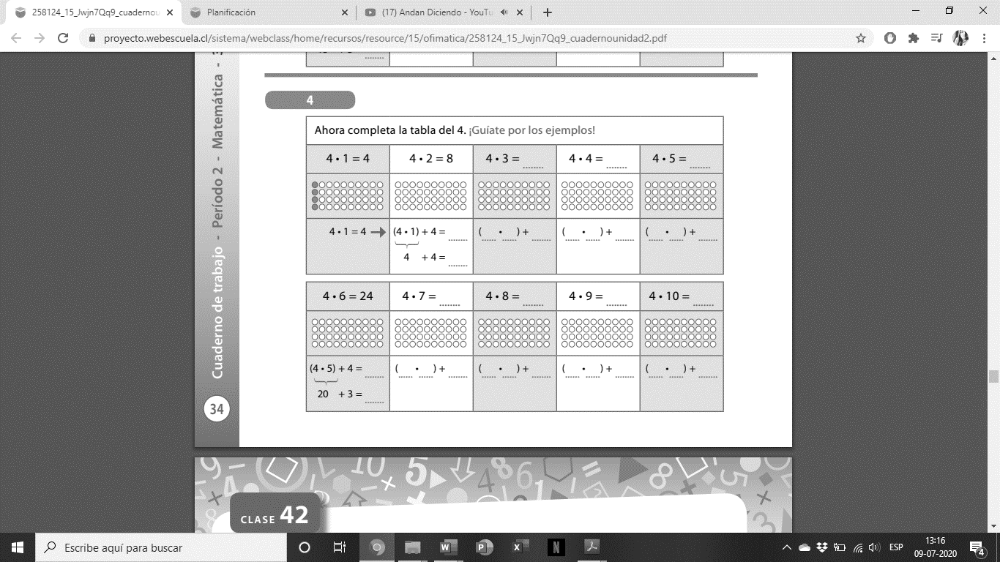 258124_15_Jwjn7Qq9_cuadernou
Planificación
(17) Andan Diciendo - YouTu
proyecto.webescuela.cl/sistema/webclass/home/recursos/resource/15/ofimatica/258124_15_Jwjn7Qq9_cuadernounidad2.pdf
Cuaderno de trabajo - Período 2 - Matemática -
34
4
Ahora completa la tabla del 4. ¡Guíate por los ejemplos!
4 • 1 = 4 4 • 2 = 8 4 • 3 = ........ 4 • 4 = ........ 4 • 5 = ........
4 • 1 = 4 → (4 • 1) + 4 = ........ (..... • .....) + ........ (..... • .....) + ........ (..... • .....) + ........
4 + 4 = ........
4 • 6 = 24 4 • 7 = ........ 4 • 8 = ........ 4 • 9 = ........ 4 • 10 = ........
(4 • 5) + 4 = ........ (..... • .....) + ........ (..... • .....) + ........ (..... • .....) + ........ (..... • .....) + ........
20 + 3 = ........
CLASE 42
Escribe aquí para buscar
ESP
13:16
09-07-2020
4